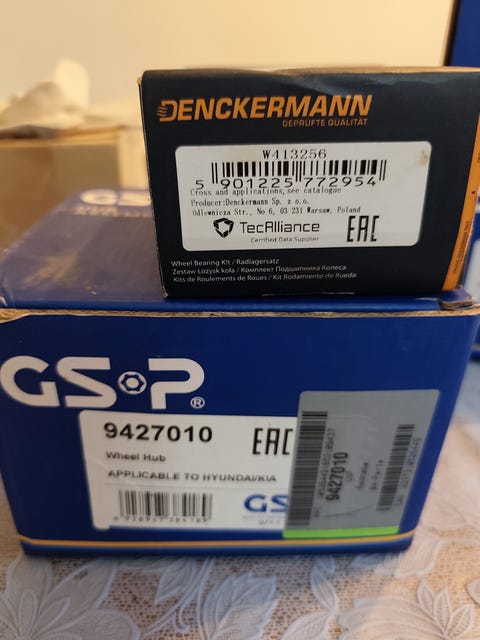 DENCKERMANN
GEPRÜFTE QUALITÄT
W413256
5 901225 772954
Cross and applications, see catalogue
Producer:Denckermann Sp. z o.o.
Odlewnicza Str., No 6, 03 231 Warsaw, Poland
TecAlliance
Certified Data Supplier
EAC
Wheel Bearing Kit / Radlagersatz
Zestaw Łożysk koła / Комплект Подшипника Колеса
Kits de Roulements de Roues / Kit Rodamiento de Rueda
GSP®
9427010
EAC
Wheel Hub
APPLICABLE TO HYUNDAI/KIA
GS
9427010
GSP